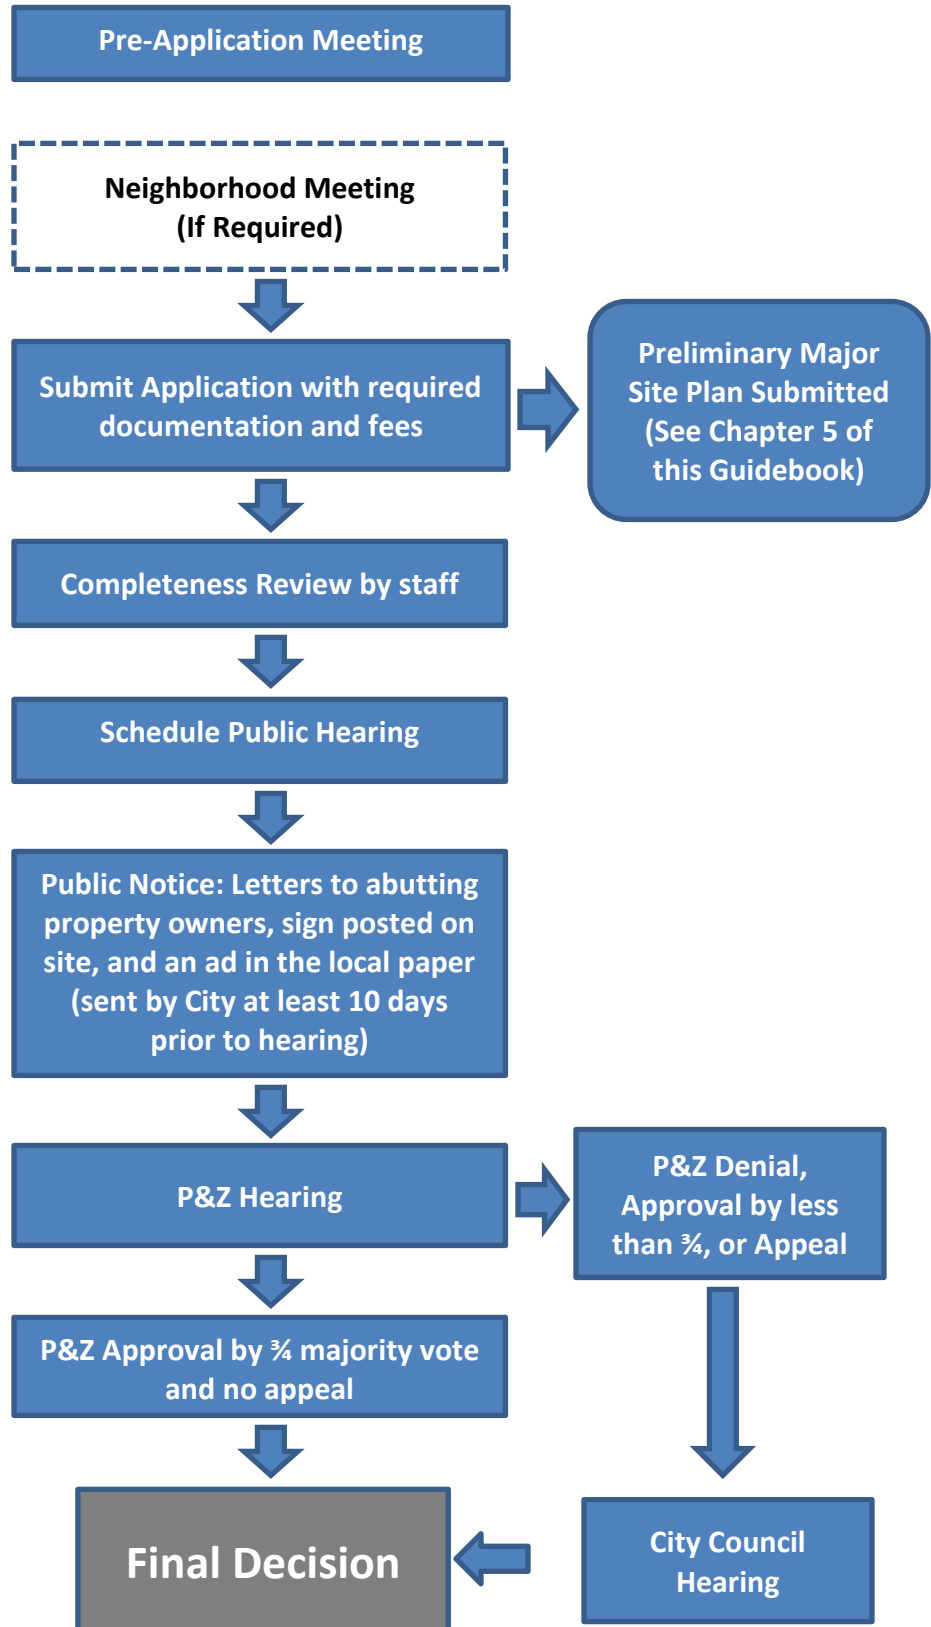 Pre-Application Meeting
Neighborhood Meeting
(If Required)
Submit Application with required
documentation and fees
Preliminary Major
Site Plan Submitted
(See Chapter 5 of
this Guidebook)
Completeness Review by staff
Schedule Public Hearing
Public Notice: Letters to abutting
property owners, sign posted on
site, and an ad in the local paper
(sent by City at least 10 days
prior to hearing)
P&Z Hearing
P&Z Denial,
Approval by less
than ¾, or Appeal
P&Z Approval by ¾ majority vote
and no appeal
Final Decision
City Council
Hearing